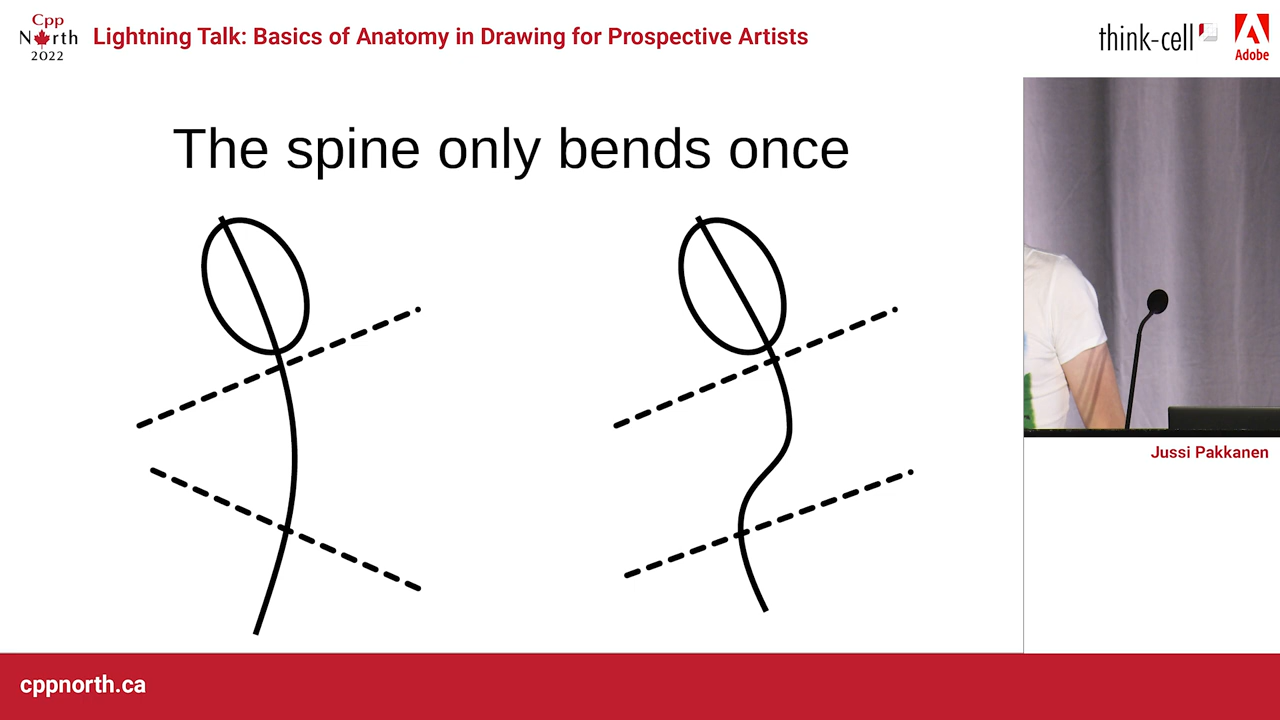 Cpp
North
2022
Lightning Talk: Basics of Anatomy in Drawing for Prospective Artists
think-cell
Adobe
The spine only bends once
Jussi Pakkanen
cppnorth.ca